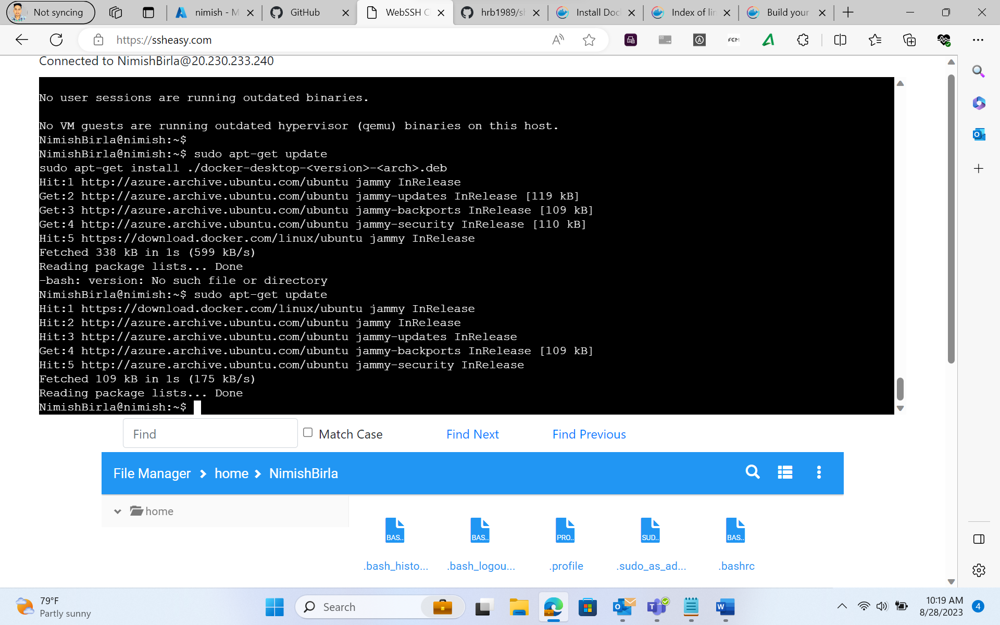 Not syncing
nimish - M
GitHub
WebSSH C
hrb1989/sh
Install Doc
Index of lin
Build your
https://ssheasy.com
FCM
Connected to NimishBirla@20.230.233.240
No user sessions are running outdated binaries.
No VM guests are running outdated hypervisor (qemu) binaries on this host.
NimishBirla@nimish:~$
NimishBirla@nimish:~$ sudo apt-get update
sudo apt-get install ./docker-desktop-<version>-<arch>.deb
Hit:1 http://azure.archive.ubuntu.com/ubuntu jammy InRelease
Get:2 http://azure.archive.ubuntu.com/ubuntu jammy-updates InRelease [119 kB]
Get:3 http://azure.archive.ubuntu.com/ubuntu jammy-backports InRelease [109 kB]
Get:4 http://azure.archive.ubuntu.com/ubuntu jammy-security InRelease [110 kB]
Hit:5 https://download.docker.com/linux/ubuntu jammy InRelease
Fetched 338 kB in 1s (599 kB/s)
Reading package lists... Done
-bash: version: No such file or directory
NimishBirla@nimish:~$ sudo apt-get update
Hit:1 https://download.docker.com/linux/ubuntu jammy InRelease
Hit:2 http://azure.archive.ubuntu.com/ubuntu jammy InRelease
Hit:3 http://azure.archive.ubuntu.com/ubuntu jammy-updates InRelease
Get:4 http://azure.archive.ubuntu.com/ubuntu jammy-backports InRelease [109 kB]
Hit:5 http://azure.archive.ubuntu.com/ubuntu jammy-security InRelease
Fetched 109 kB in 1s (175 kB/s)
Reading package lists... Done
NimishBirla@nimish:~$
Find
Match Case
Find Next
Find Previous
File Manager > home > NimishBirla
home
BAS..
BAS..
PRO..
SUD..
BAS..
.bash_histo...
.bash_logou...
.profile
.sudo_as_ad...
.bashrc
79°F
Partly sunny
Search
10:19 AM
8/28/2023
4